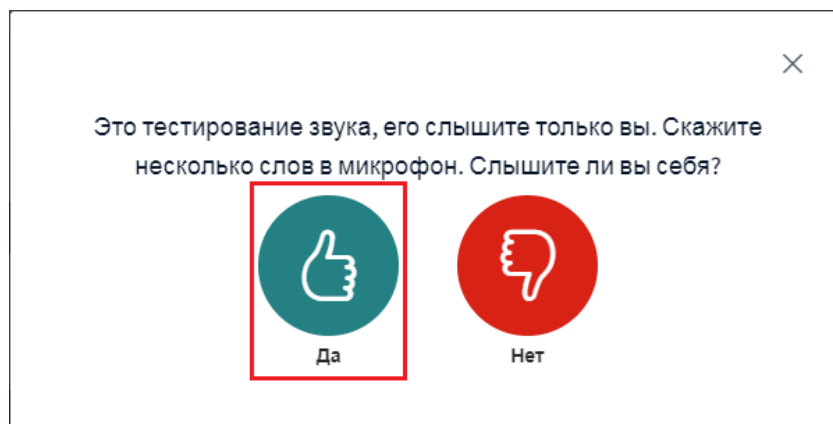 Это тестирование звука, его слышите только вы. Скажите
несколько слов в микрофон. Слышите ли вы себя?
Да
Нет